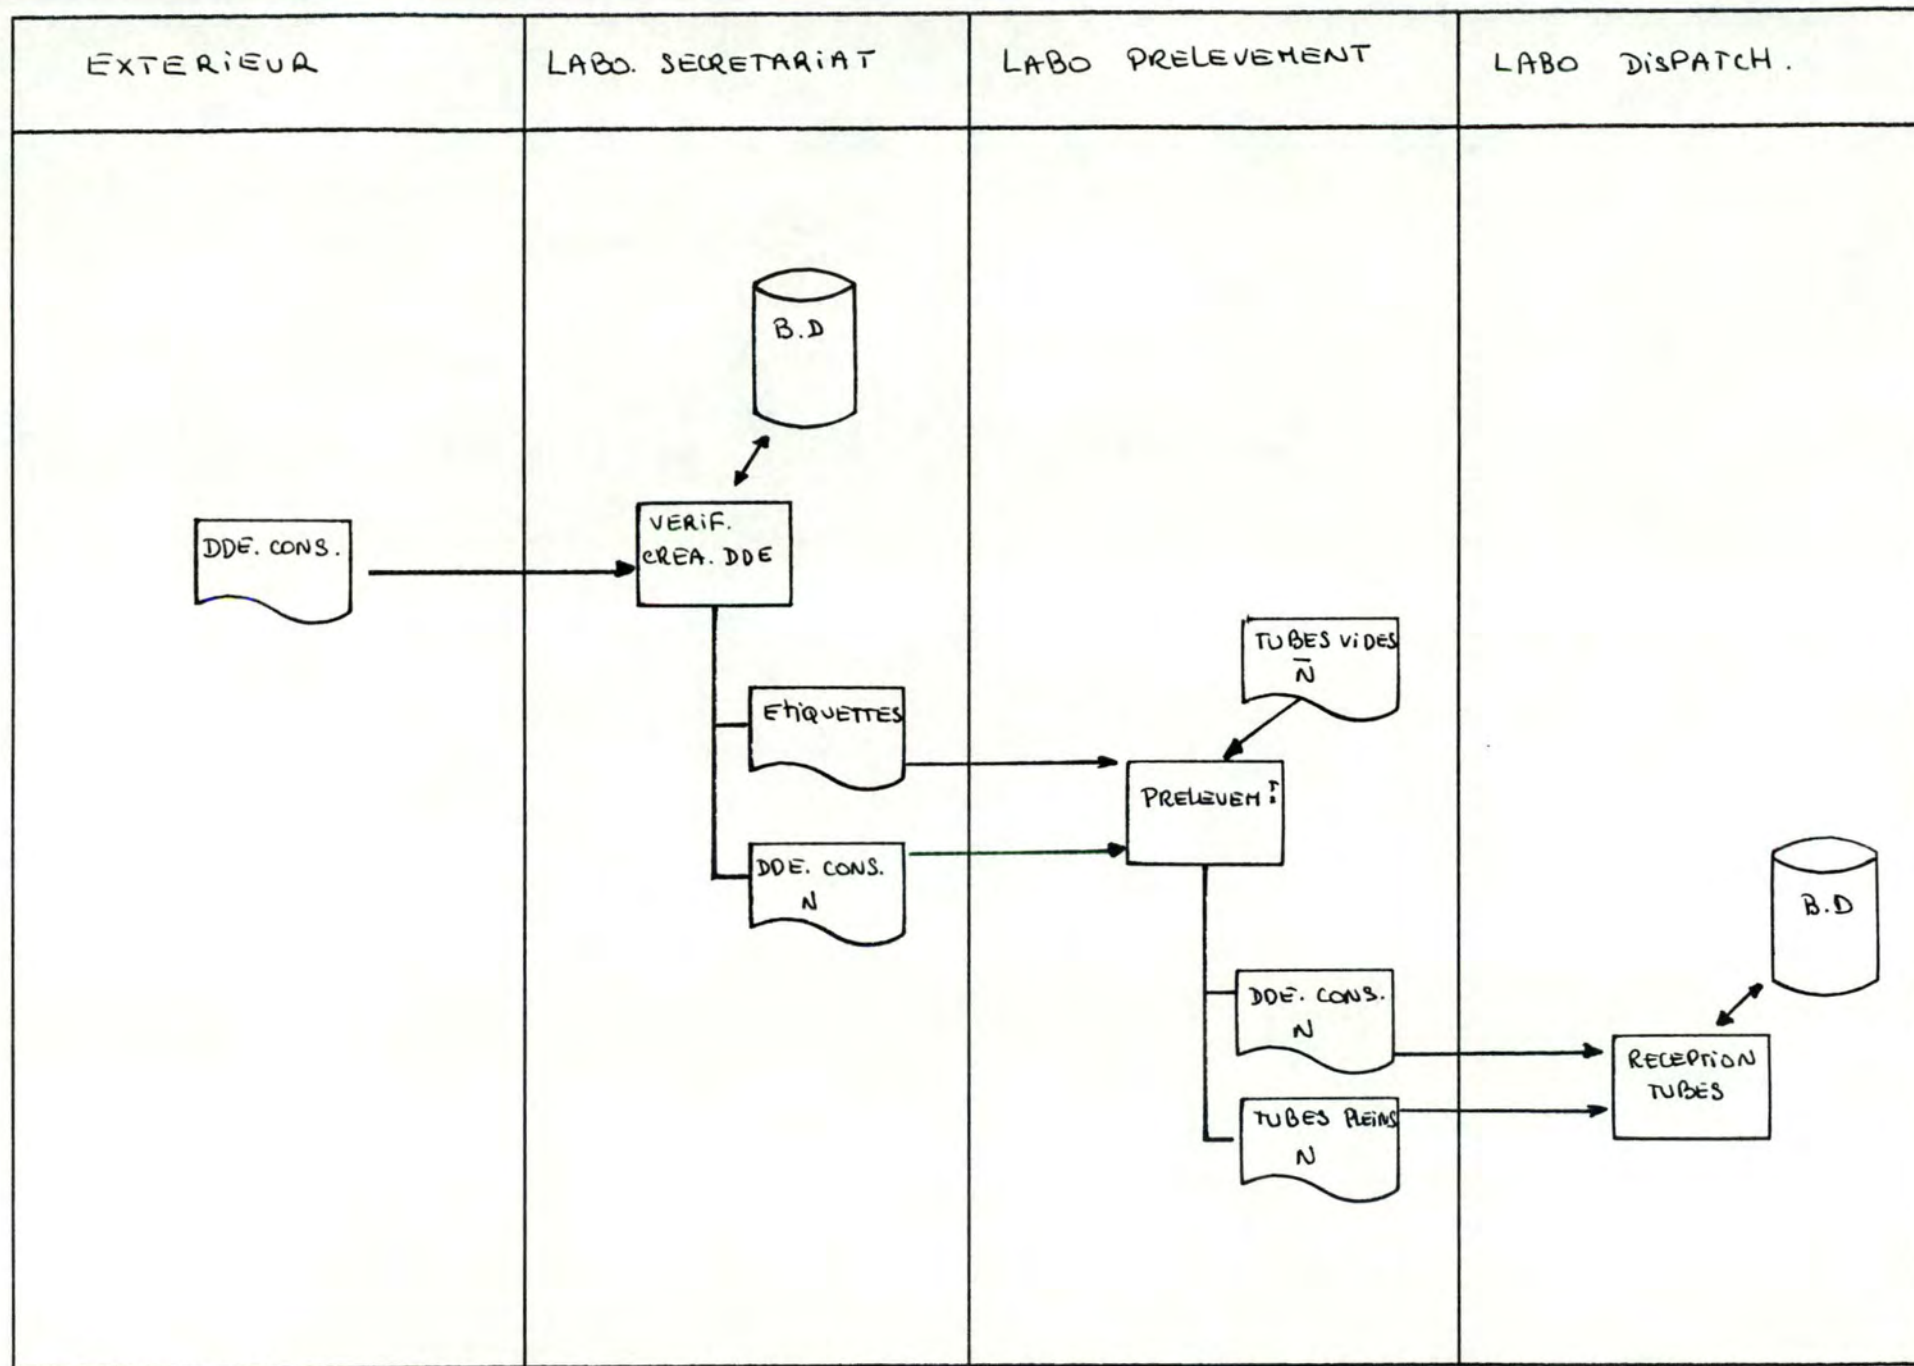 EXTERiEUR
LABO. SECRETARiAT
LABO PRELEVEMENT
LABO DiSPATCH.
B.D
DDE. CONS.
VERiF.
CREA. DDE
TUBES ViDES
N̅
ETiQUETTES
PRELEVEMT
DDE. CONS.
N
B.D
DDE. CONS.
N
RECEPTiON
TUBES
TUBES PLEiNS
N